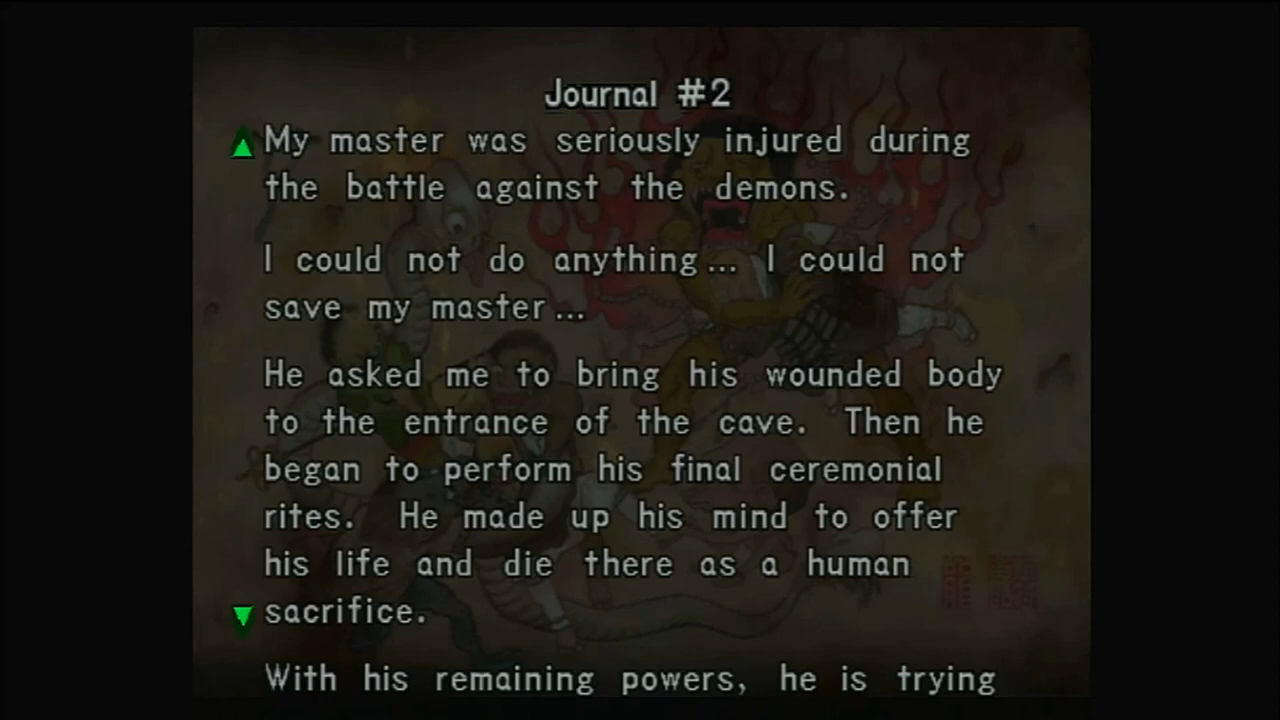 Journal #2
My master was seriously injured during
the battle against the demons.
I could not do anything... I could not
save my master...
He asked me to bring his wounded body
to the entrance of the cave. Then he
began to perform his final ceremonial
rites. He made up his mind to offer
his life and die there as a human
sacrifice.
With his remaining powers, he is trying